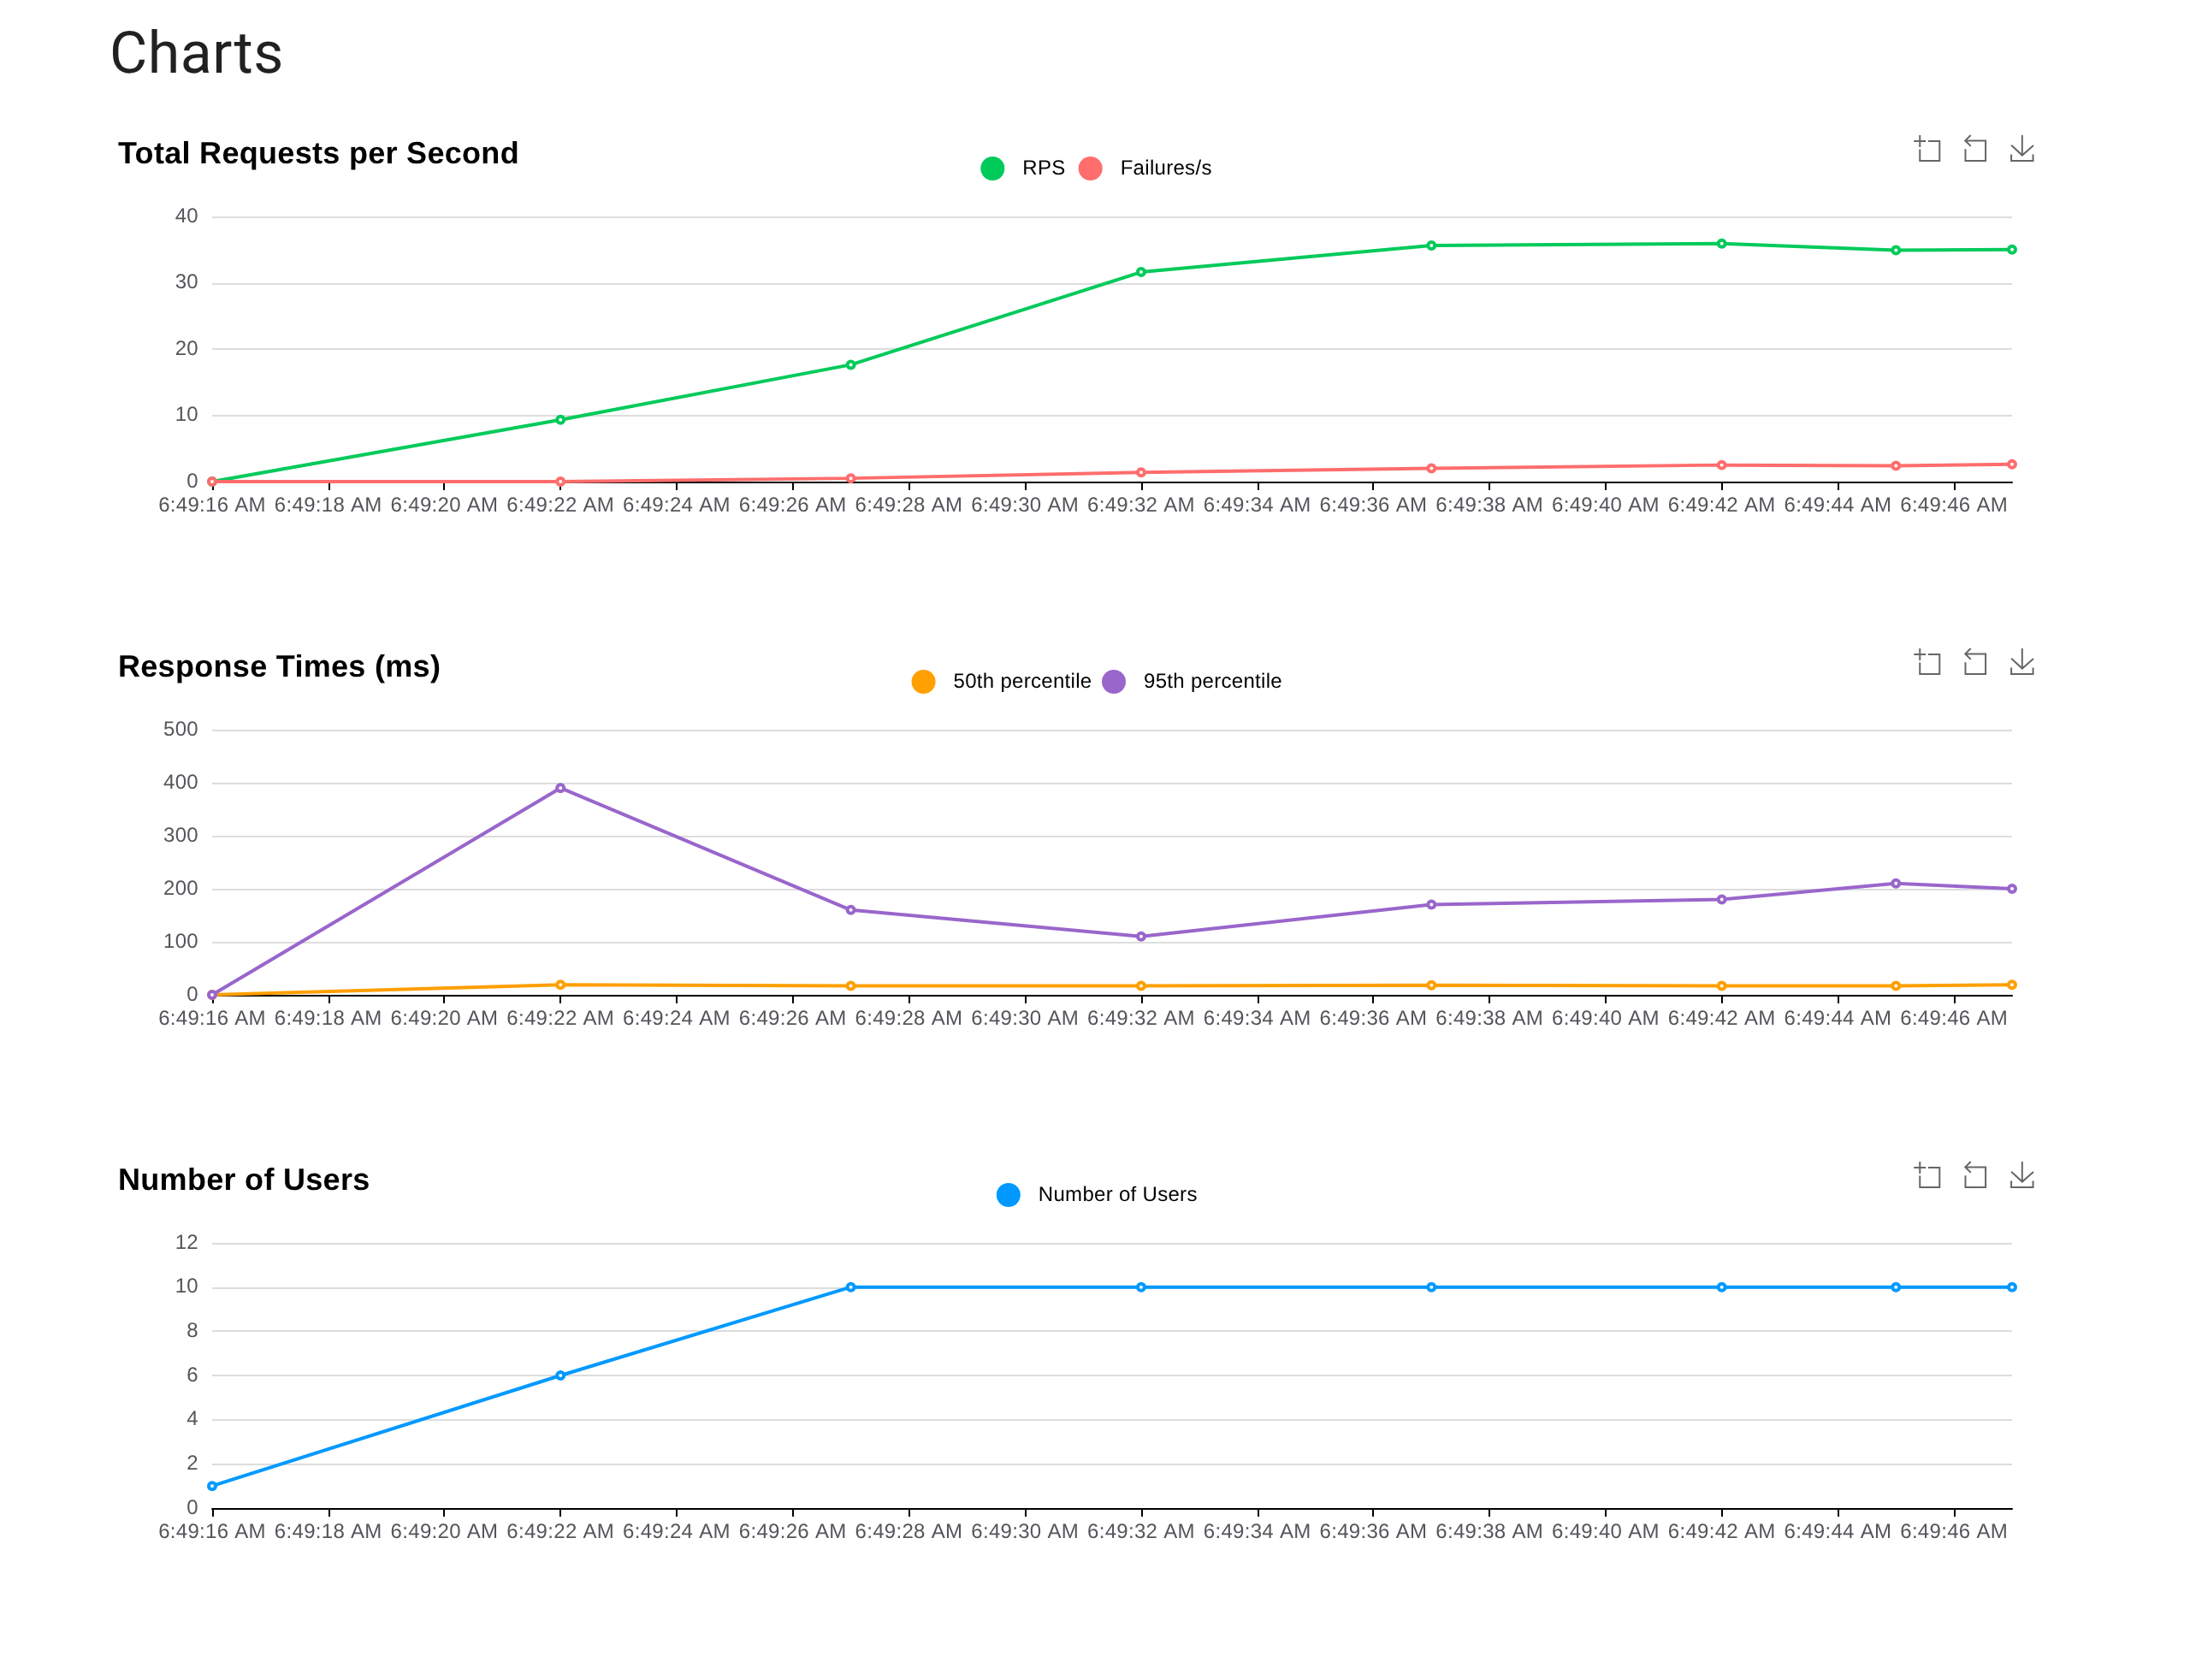 Charts
Total Requests per Second
RPS Failures/s
40
30
20
10
0
6:49:16 AM 6:49:18 AM 6:49:20 AM 6:49:22 AM 6:49:24 AM 6:49:26 AM 6:49:28 AM 6:49:30 AM 6:49:32 AM 6:49:34 AM 6:49:36 AM 6:49:38 AM 6:49:40 AM 6:49:42 AM 6:49:44 AM 6:49:46 AM
Response Times (ms)
50th percentile 95th percentile
500
400
300
200
100
0
6:49:16 AM 6:49:18 AM 6:49:20 AM 6:49:22 AM 6:49:24 AM 6:49:26 AM 6:49:28 AM 6:49:30 AM 6:49:32 AM 6:49:34 AM 6:49:36 AM 6:49:38 AM 6:49:40 AM 6:49:42 AM 6:49:44 AM 6:49:46 AM
Number of Users
Number of Users
12
10
8
6
4
2
0
6:49:16 AM 6:49:18 AM 6:49:20 AM 6:49:22 AM 6:49:24 AM 6:49:26 AM 6:49:28 AM 6:49:30 AM 6:49:32 AM 6:49:34 AM 6:49:36 AM 6:49:38 AM 6:49:40 AM 6:49:42 AM 6:49:44 AM 6:49:46 AM